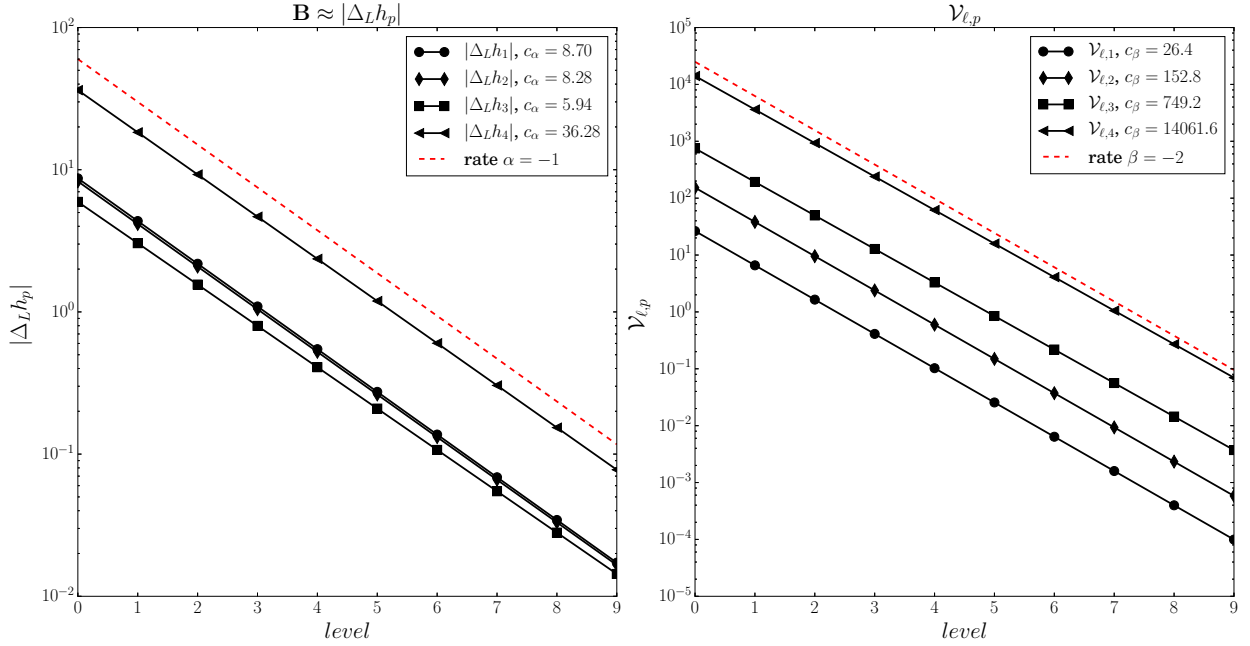 B ≈ |Δ_L h_p|
10^2
10^1
10^0
10^{-1}
10^{-2}
|Δ_L h_p|
|Δ_L h_1|, c_α = 8.70
|Δ_L h_2|, c_α = 8.28
|Δ_L h_3|, c_α = 5.94
|Δ_L h_4|, c_α = 36.28
rate α = −1
0 1 2 3 4 5 6 7 8 9
level
𝒱_{ℓ,p}
10^5
10^4
10^3
10^2
10^1
10^0
10^{-1}
10^{-2}
10^{-3}
10^{-4}
10^{-5}
𝒱_{ℓ,p}
𝒱_{ℓ,1}, c_β = 26.4
𝒱_{ℓ,2}, c_β = 152.8
𝒱_{ℓ,3}, c_β = 749.2
𝒱_{ℓ,4}, c_β = 14061.6
rate β = −2
0 1 2 3 4 5 6 7 8 9
level